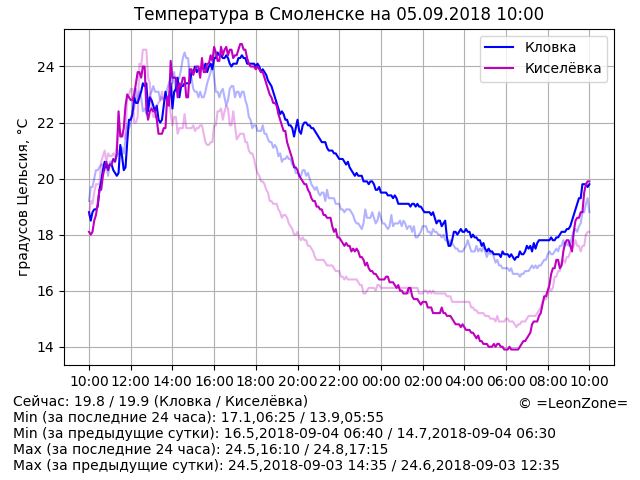 Температура в Смоленске на 05.09.2018 10:00
градусов Цельсия, °C
24
22
20
18
16
14
Кловка
Киселёвка
10:00 12:00 14:00 16:00 18:00 20:00 22:00 00:00 02:00 04:00 06:00 08:00 10:00
Сейчас: 19.8 / 19.9 (Кловка / Киселёвка)
© =LeonZone=
Min (за последние 24 часа): 17.1,06:25 / 13.9,05:55
Min (за предыдущие сутки): 16.5,2018-09-04 06:40 / 14.7,2018-09-04 06:30
Max (за последние 24 часа): 24.5,16:10 / 24.8,17:15
Max (за предыдущие сутки): 24.5,2018-09-03 14:35 / 24.6,2018-09-03 12:35